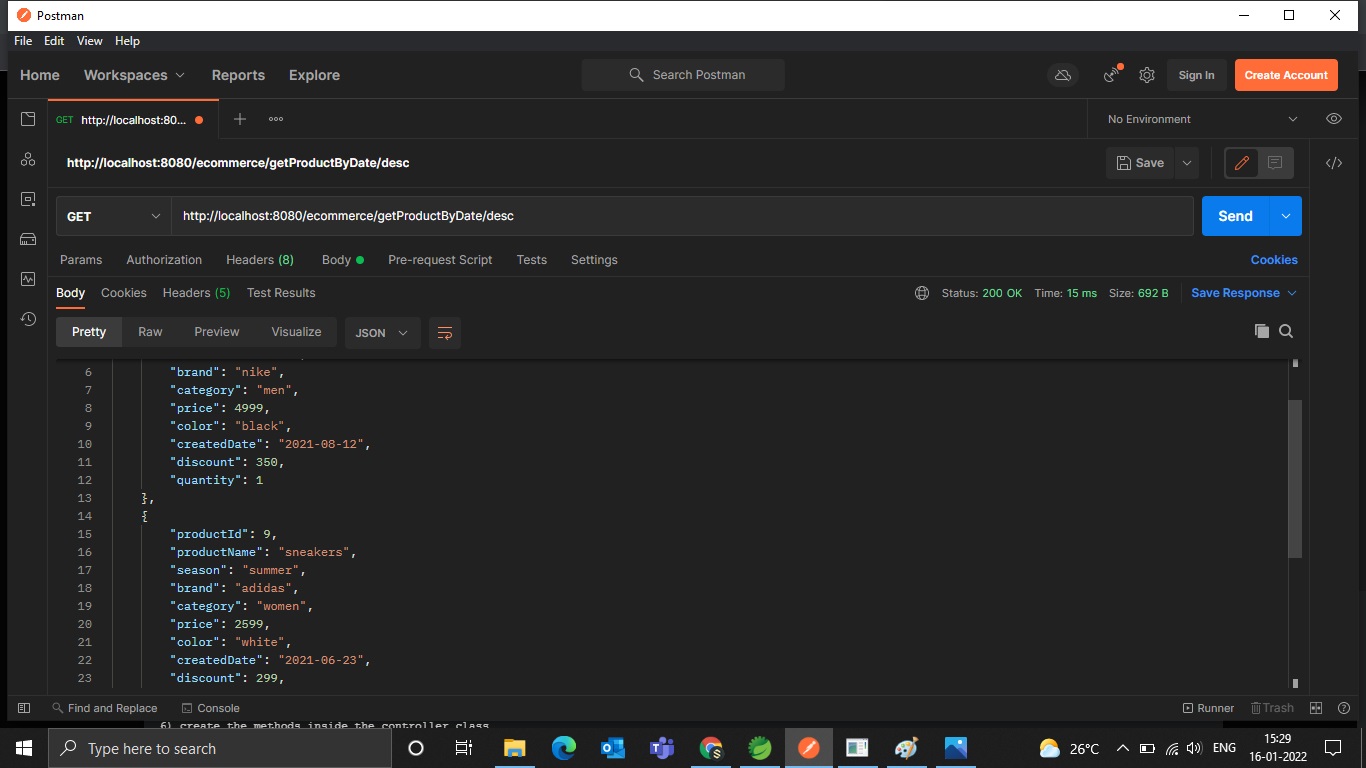 Postman
File Edit View Help
Home Workspaces Reports Explore Search Postman Sign In Create Account
GET http://localhost:80... No Environment
http://localhost:8080/ecommerce/getProductByDate/desc Save
GET http://localhost:8080/ecommerce/getProductByDate/desc Send
Params Authorization Headers (8) Body Pre-request Script Tests Settings Cookies
Body Cookies Headers (5) Test Results Status: 200 OK Time: 15 ms Size: 692 B Save Response
Pretty Raw Preview Visualize JSON
6 "brand": "nike",
7 "category": "men",
8 "price": 4999,
9 "color": "black",
10 "createdDate": "2021-08-12",
11 "discount": 350,
12 "quantity": 1
13 },
14 {
15 "productId": 9,
16 "productName": "sneakers",
17 "season": "summer",
18 "brand": "adidas",
19 "category": "women",
20 "price": 2599,
21 "color": "white",
22 "createdDate": "2021-06-23",
23 "discount": 299,
Find and Replace Console Runner Trash
6) create the methods inside the controller class
Type here to search 26°C ENG 15:29
16-01-2022